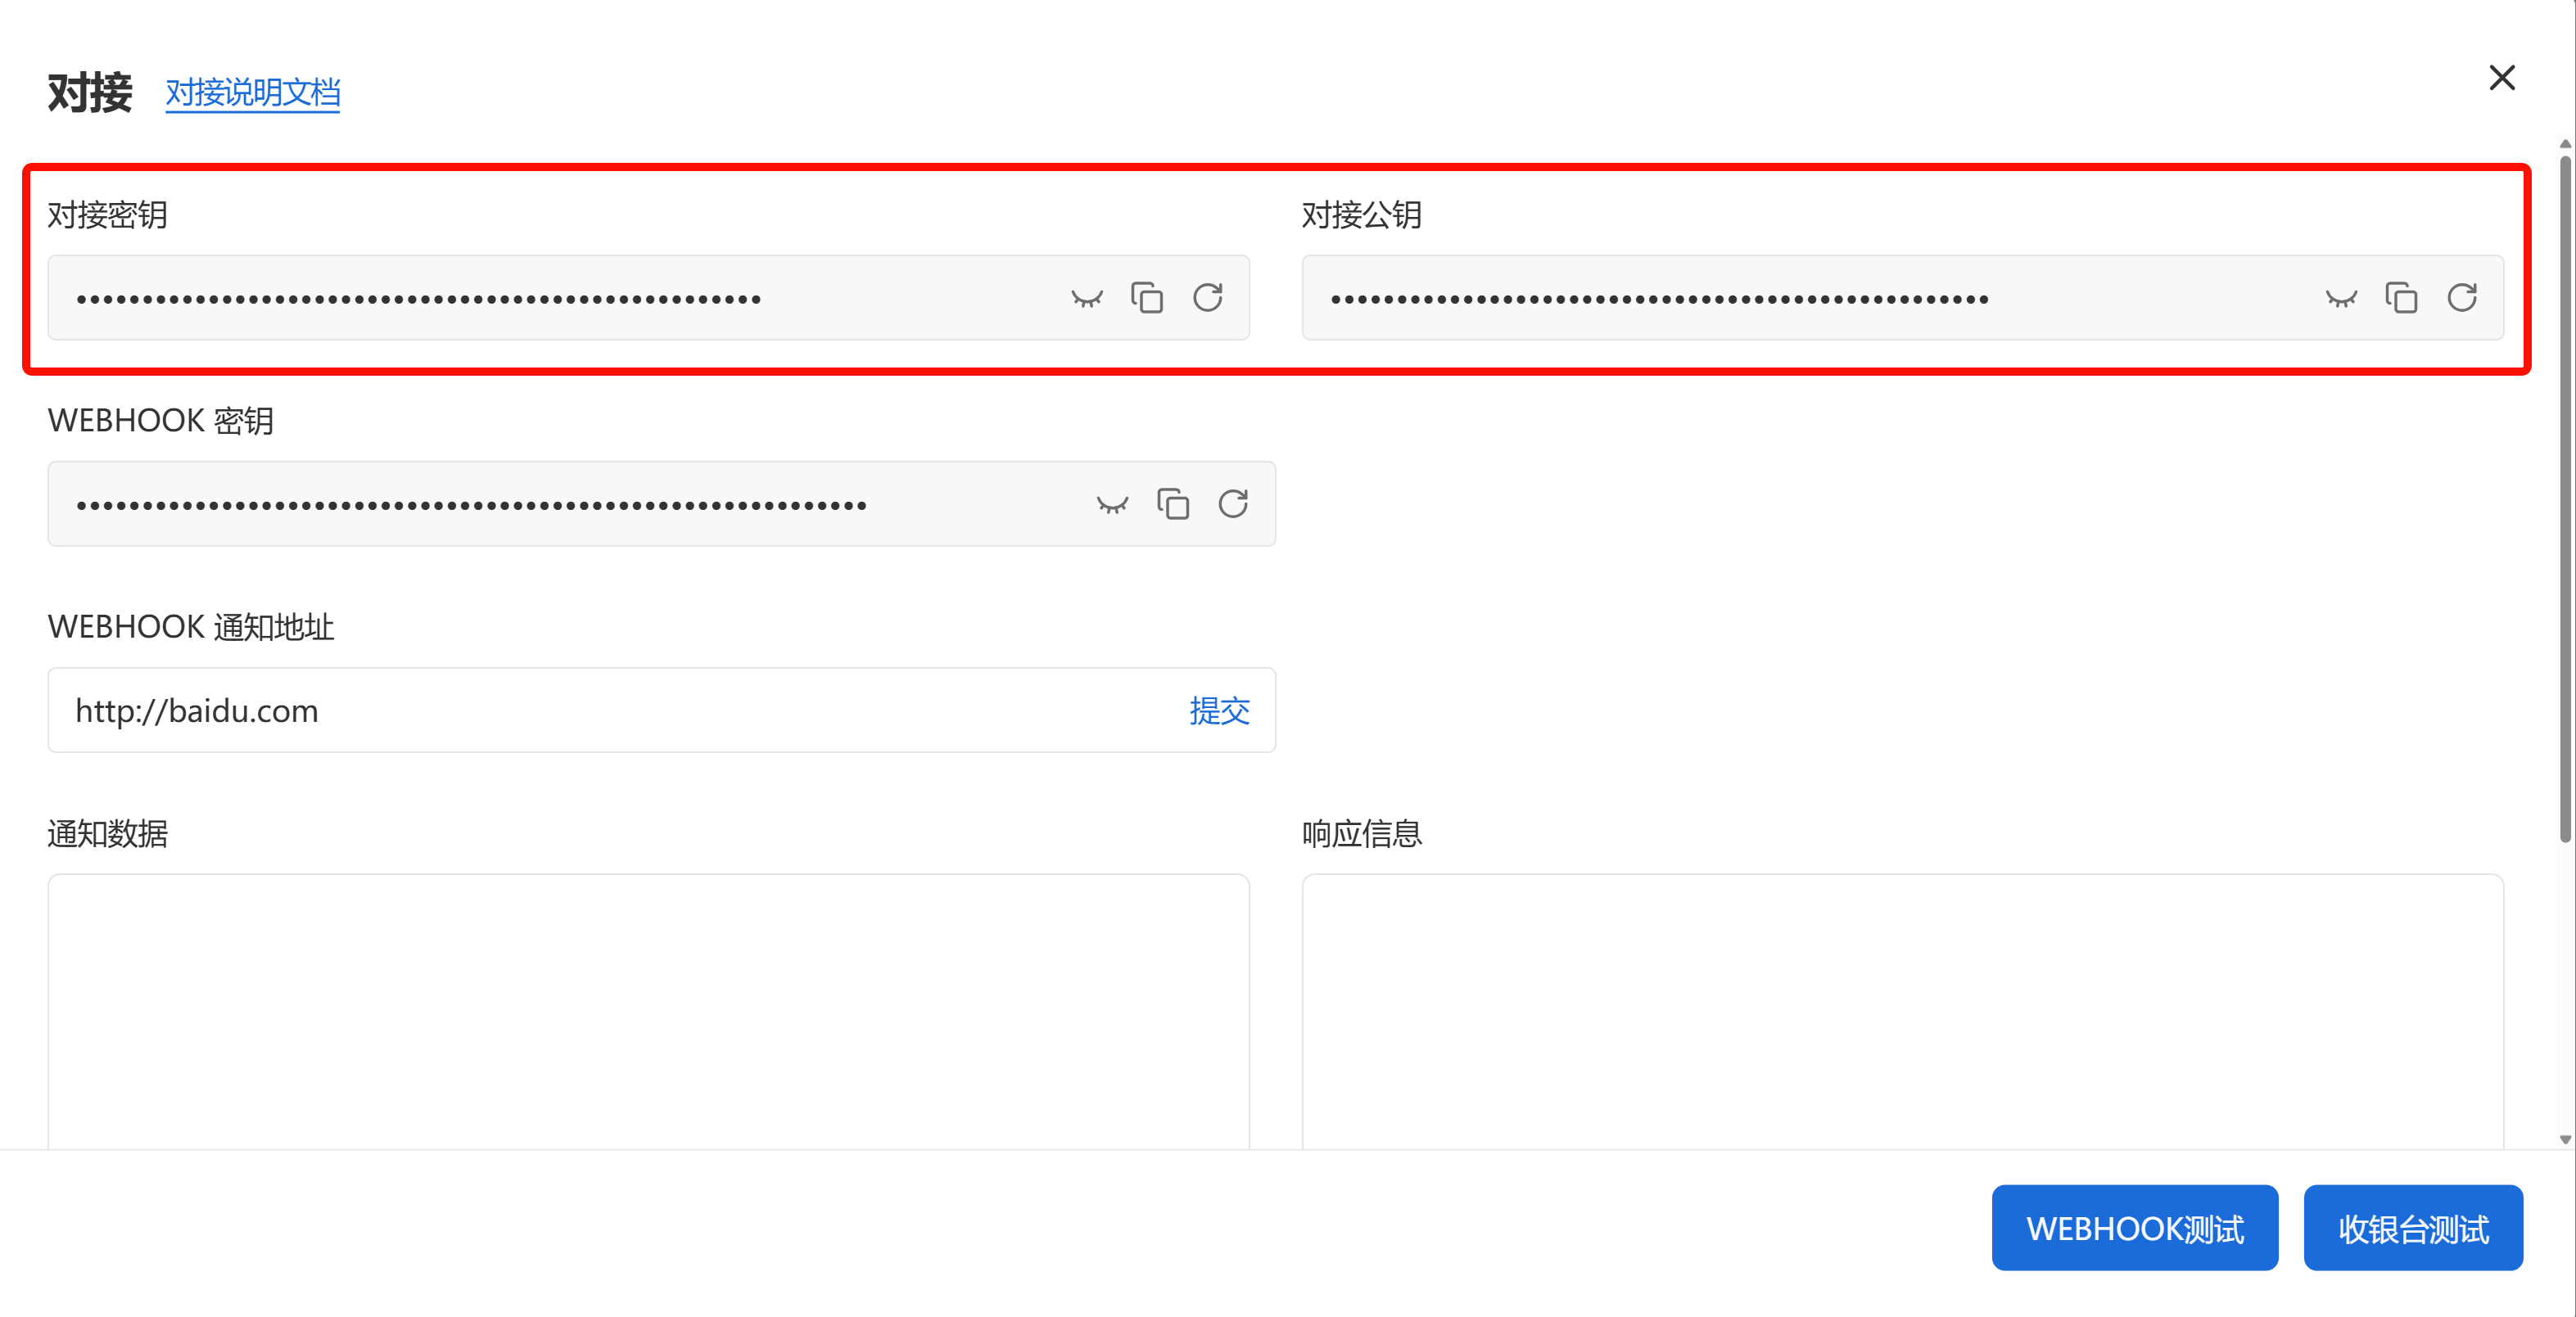 对接 对接说明文档
对接密钥
对接公钥
••••••••••••••••••••••••••••••••••••••••••••••••••••
••••••••••••••••••••••••••••••••••••••••••••••••••
WEBHOOK 密钥
••••••••••••••••••••••••••••••••••••••••••••••••••••••••••••
WEBHOOK 通知地址
http://baidu.com 提交
通知数据
响应信息
WEBHOOK测试
收银台测试